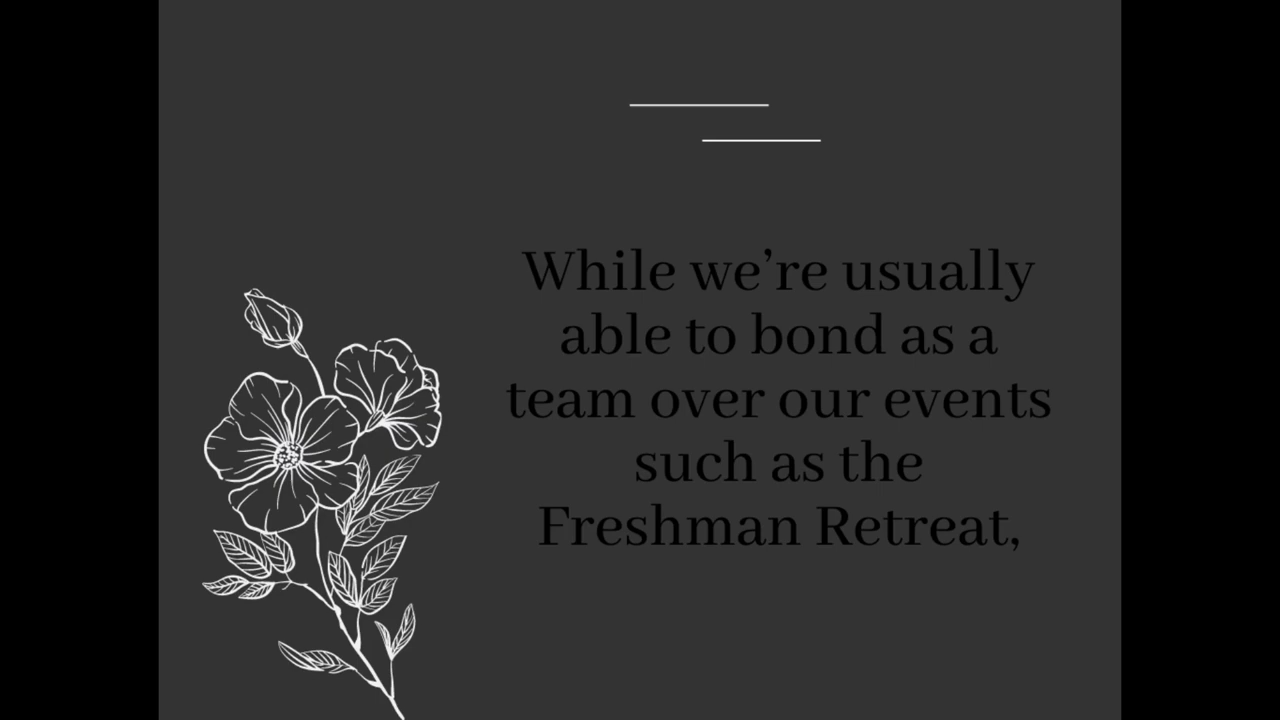 While we’re usually
able to bond as a
team over our events
such as the
Freshman Retreat,